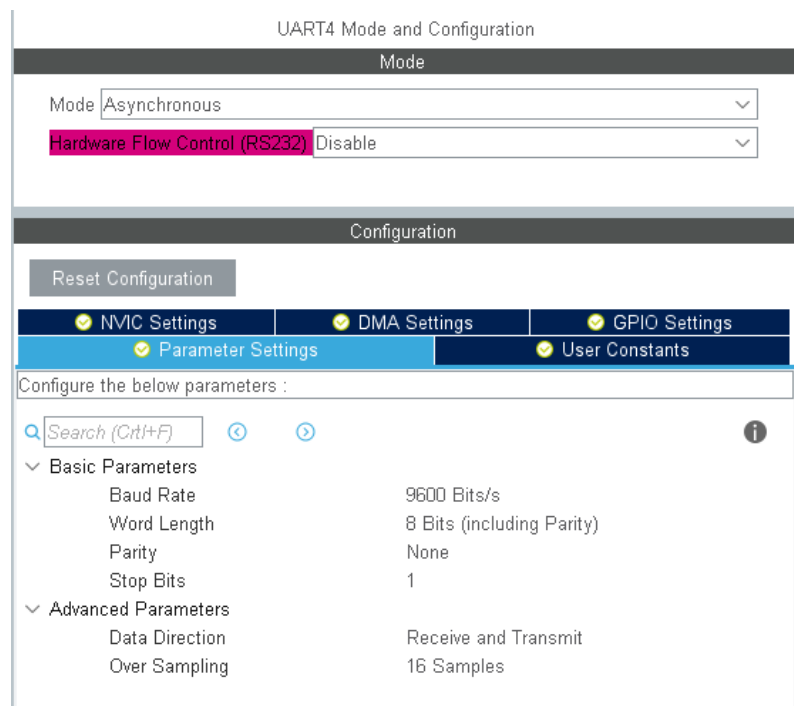 UART4 Mode and Configuration
Mode
Mode Asynchronous
Hardware Flow Control (RS232) Disable
Configuration
Reset Configuration
NVIC Settings DMA Settings GPIO Settings
Parameter Settings User Constants
Configure the below parameters :
Search (Crtl+F)
Basic Parameters
Baud Rate 9600 Bits/s
Word Length 8 Bits (including Parity)
Parity None
Stop Bits 1
Advanced Parameters
Data Direction Receive and Transmit
Over Sampling 16 Samples